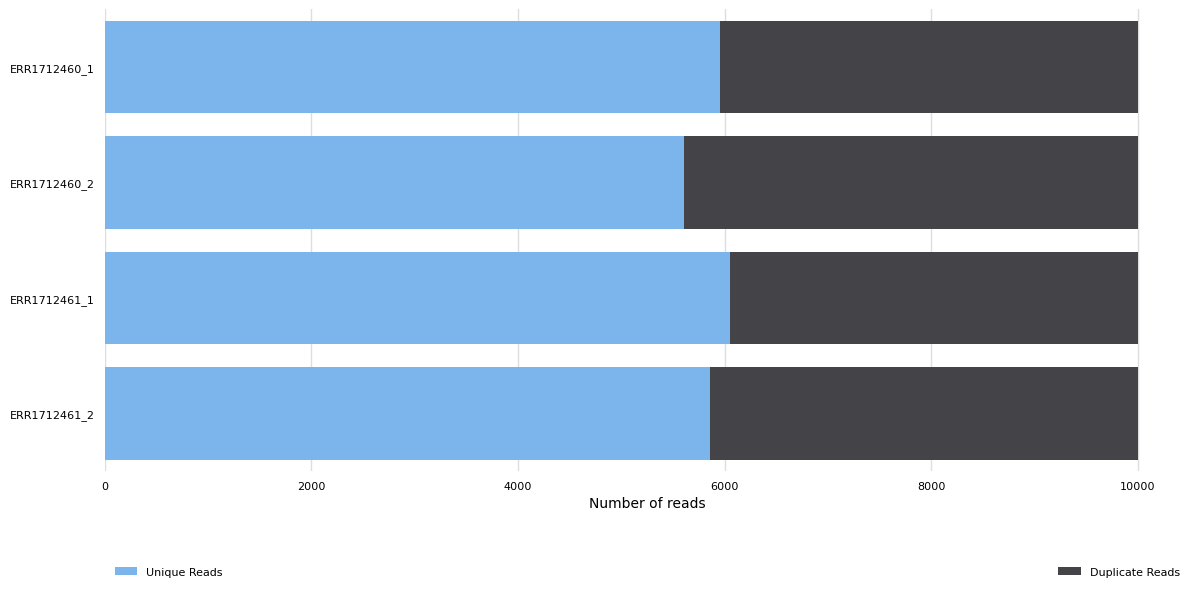 ERR1712460_1
ERR1712460_2
ERR1712461_1
ERR1712461_2
0 2000 4000 6000 8000 10000
Number of reads
Unique Reads Duplicate Reads